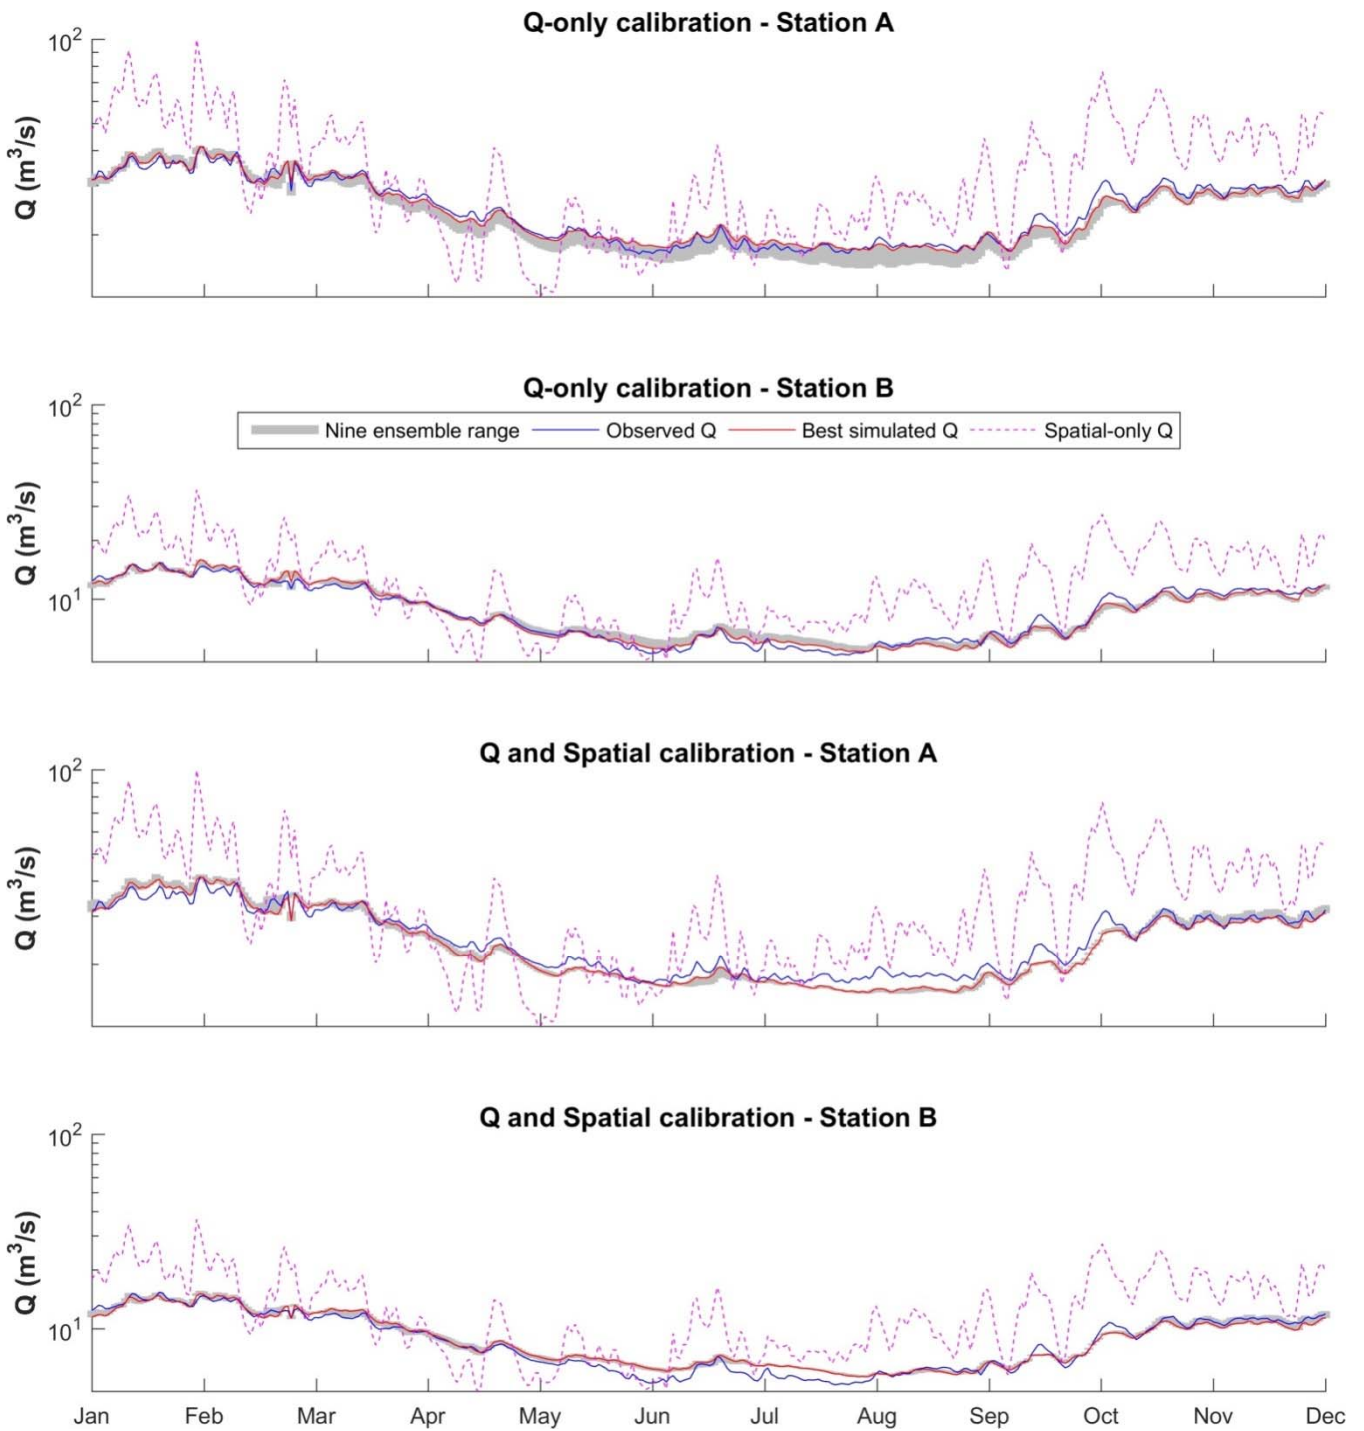 Q-only calibration - Station A
10²
Q (m³/s)
Q-only calibration - Station B
10²
Nine ensemble range Observed Q Best simulated Q Spatial-only Q
Q (m³/s)
10¹
Q and Spatial calibration - Station A
10²
Q (m³/s)
Q and Spatial calibration - Station B
10²
Q (m³/s)
10¹
Jan Feb Mar Apr May Jun Jul Aug Sep Oct Nov Dec